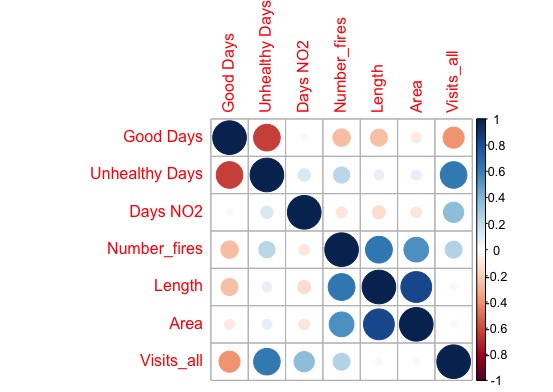 Good Days
Unhealthy Days
Days NO2
Number_fires
Length
Area
Visits_all
Good Days
Unhealthy Days
Days NO2
Number_fires
Length
Area
Visits_all
1
0.8
0.6
0.4
0.2
0
-0.2
-0.4
-0.6
-0.8
-1